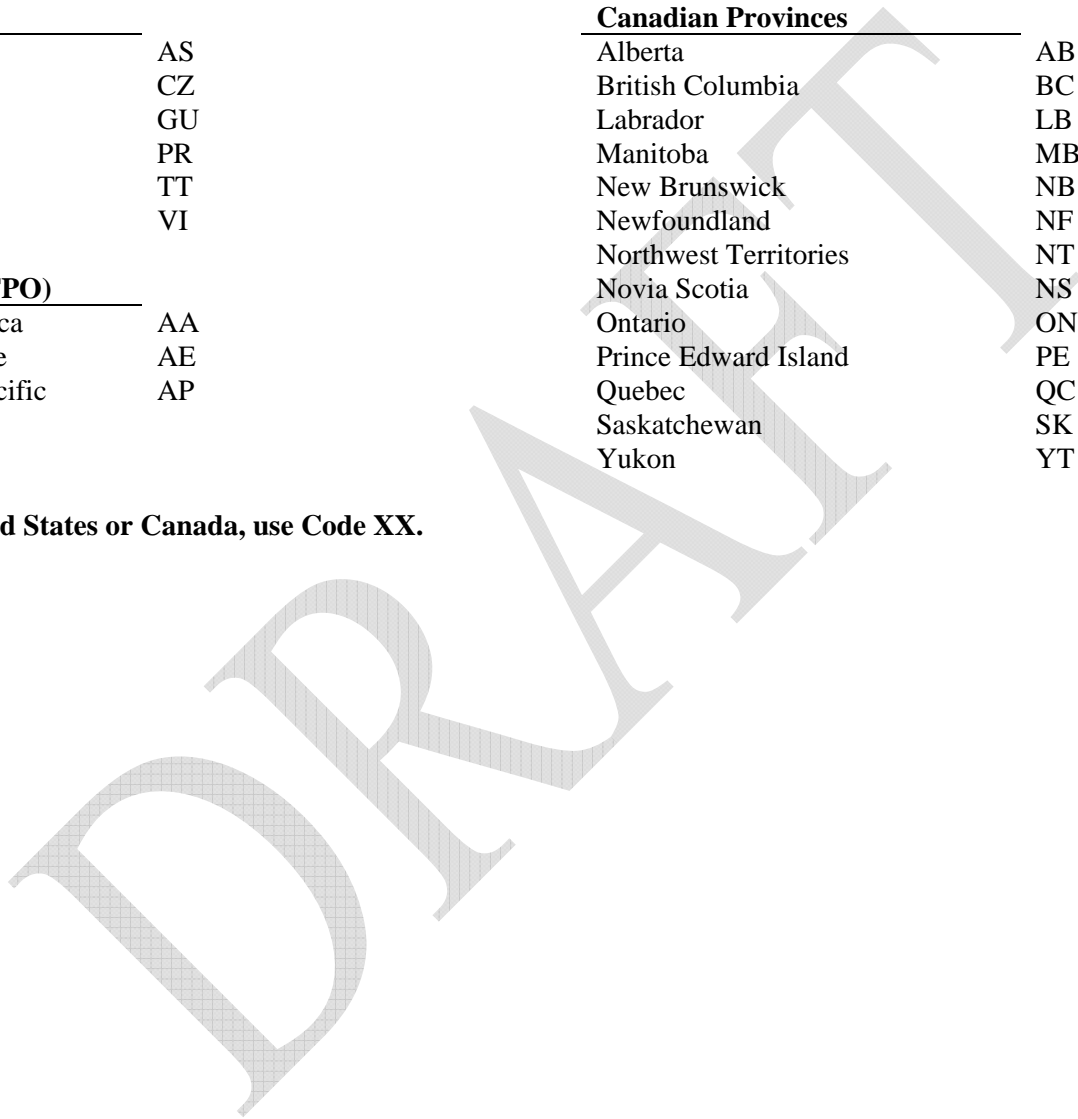 Canadian Provinces
AS
CZ
GU
PR
TT
VI
PO)
ca AA
e AE
cific AP
Alberta AB
British Columbia BC
Labrador LB
Manitoba MB
New Brunswick NB
Newfoundland NF
Northwest Territories NT
Novia Scotia NS
Ontario ON
Prince Edward Island PE
Quebec QC
Saskatchewan SK
Yukon YT
d States or Canada, use Code XX.
DRAFT